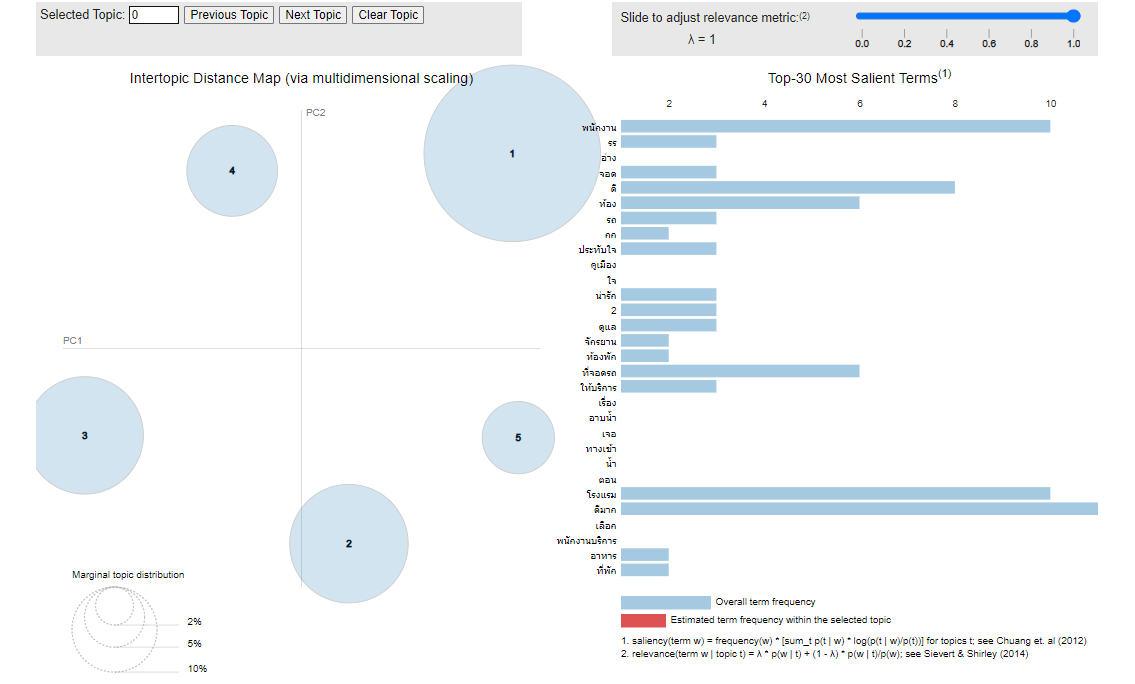 Selected Topic: 0 Previous Topic Next Topic Clear Topic
Slide to adjust relevance metric:(2)
λ = 1
0.0 0.2 0.4 0.6 0.8 1.0
Intertopic Distance Map (via multidimensional scaling)
PC2
PC1
1
4
3
5
2
Marginal topic distribution
2%
5%
10%
Top-30 Most Salient Terms(1)
2 4 6 8 10
พนักงาน
รร
อ่าง
จอด
ดี
ห้อง
รถ
กก
ประทับใจ
คูเมือง
ใจ
น่ารัก
2
ดูแล
จักรยาน
ห้องพัก
ที่จอดรถ
ให้บริการ
เรื่อง
อาบน้ำ
เจอ
ทางเข้า
น้ำ
ตอน
โรงแรม
ดีมาก
เลือก
พนักงานบริการ
อาหาร
ที่พัก
Overall term frequency
Estimated term frequency within the selected topic
1. saliency(term w) = frequency(w) * [sum_t p(t | w) * log(p(t | w)/p(t))] for topics t; see Chuang et. al (2012)
2. relevance(term w | topic t) = λ * p(w | t) + (1 - λ) * p(w | t)/p(w); see Sievert & Shirley (2014)